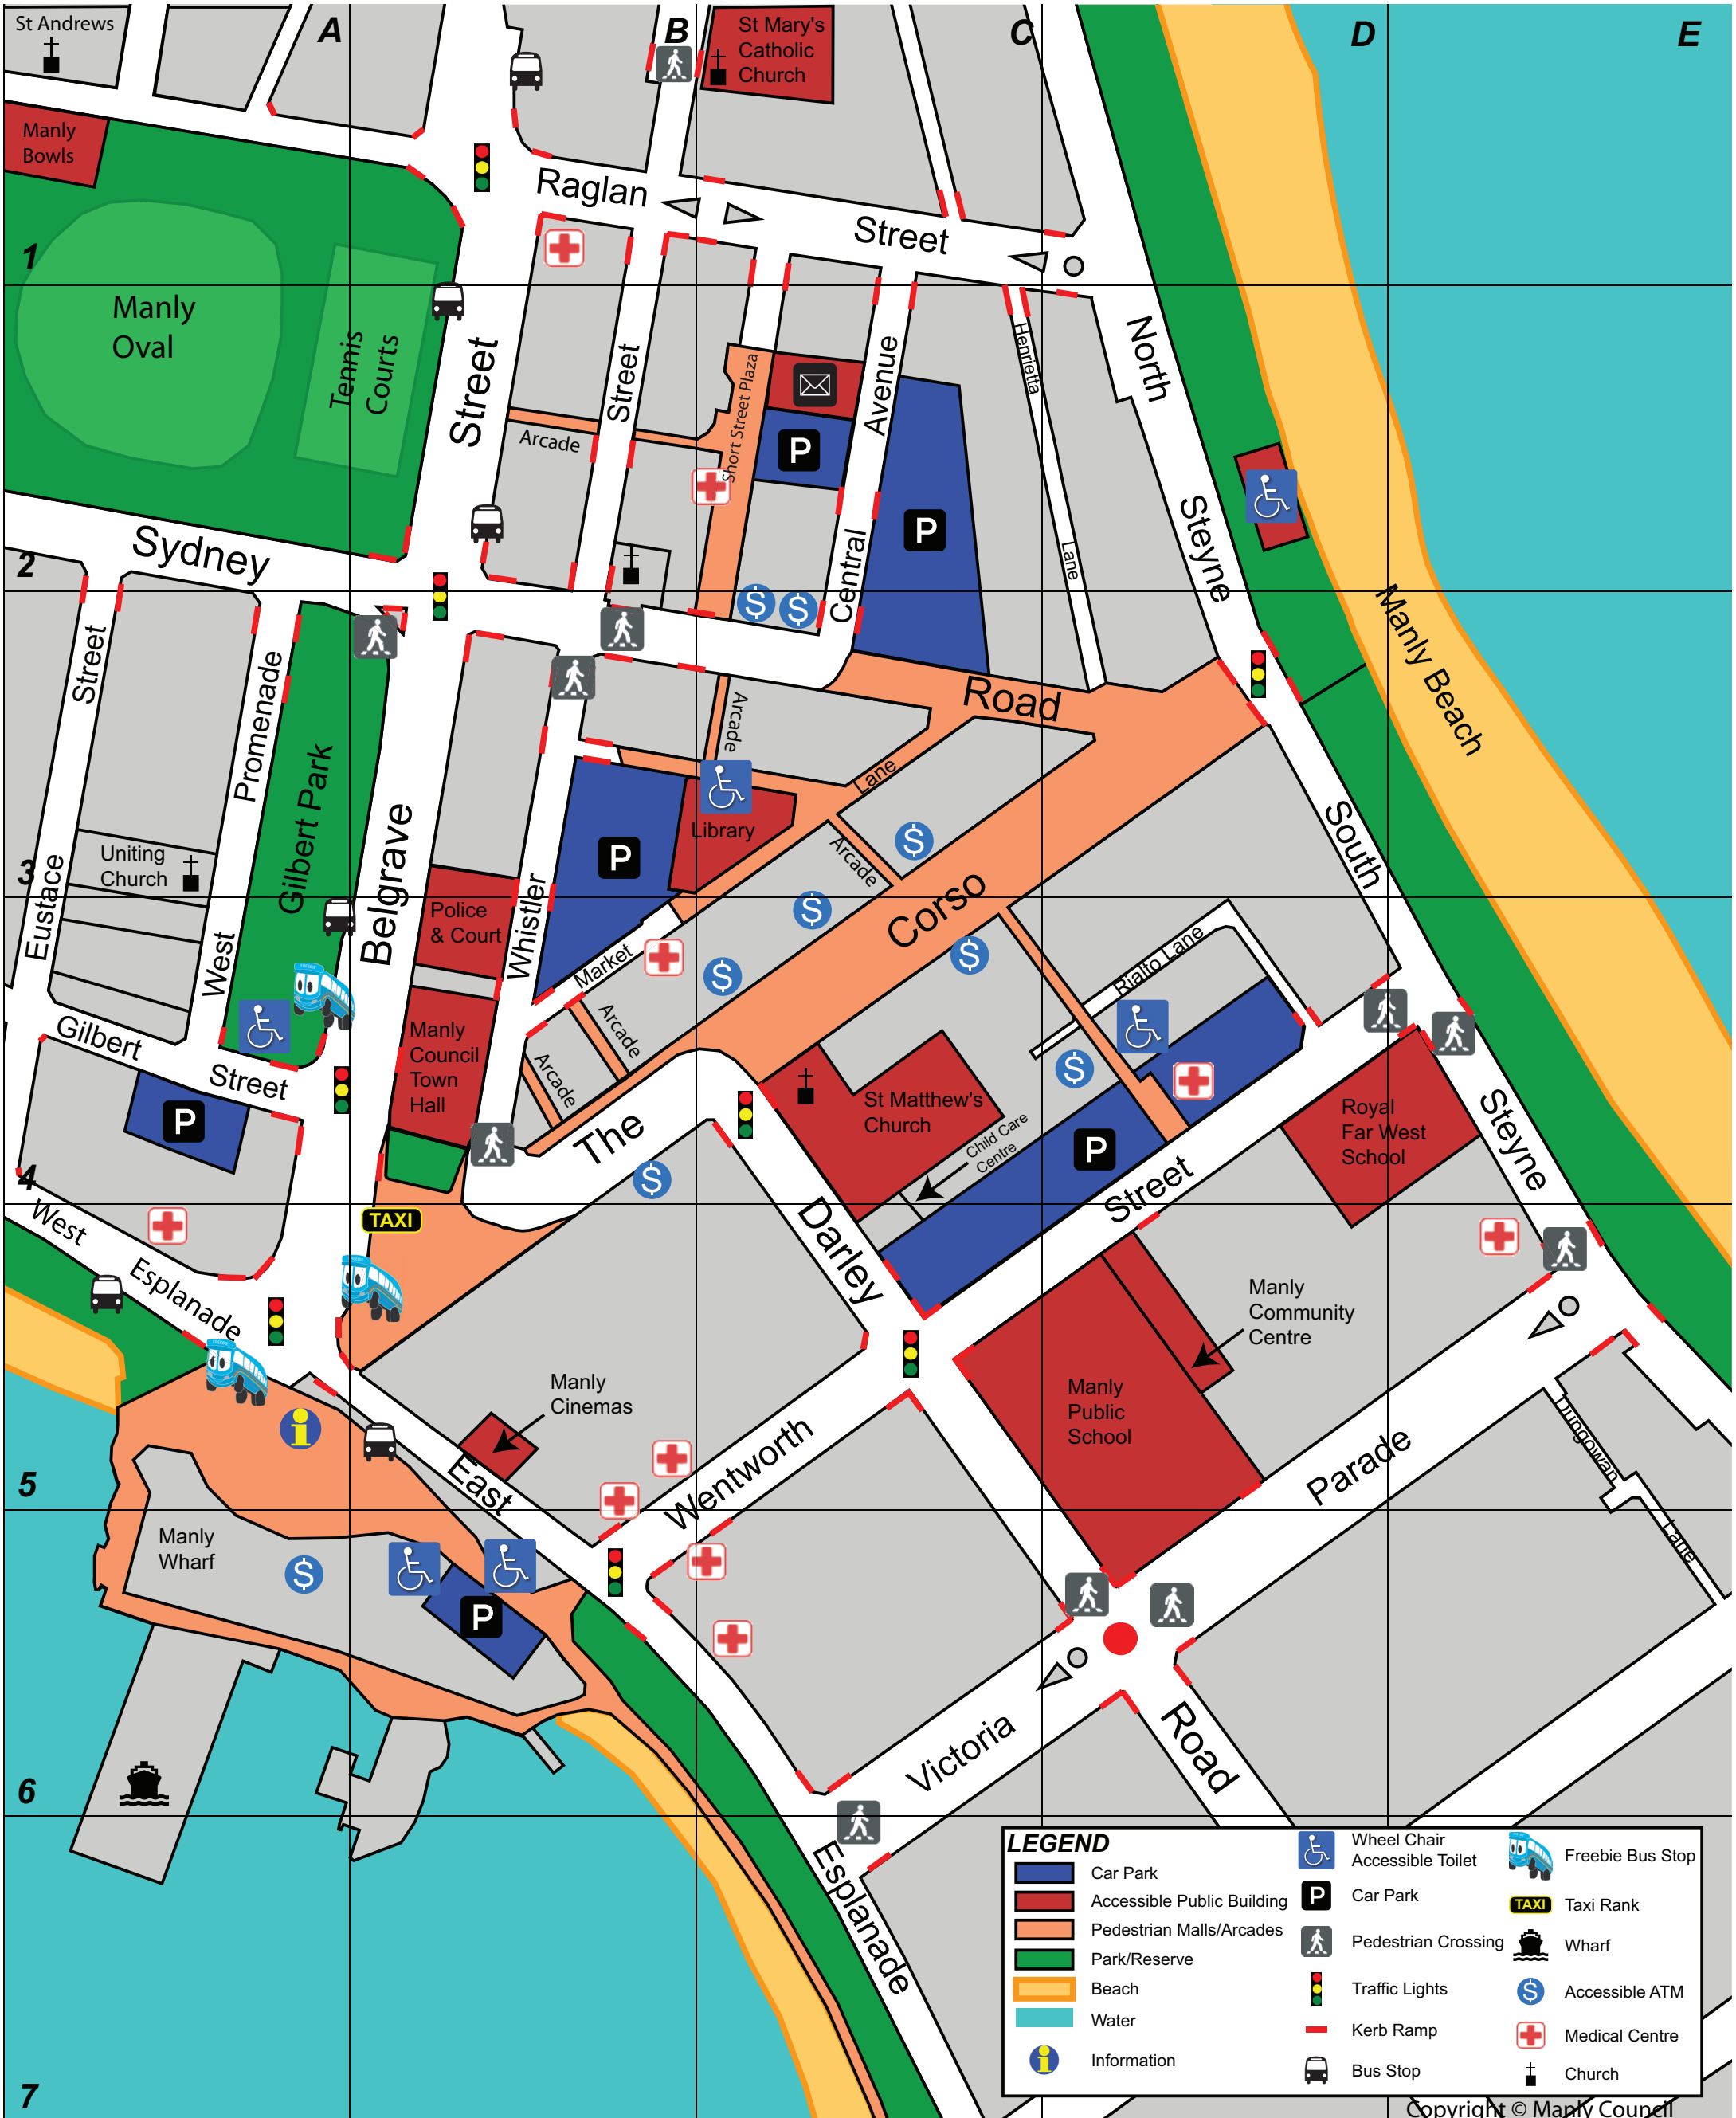 St Andrews
A
B
St Mary's
Catholic
Church
C
D
E
Manly
Bowls
Raglan
Street
1
Manly
Oval
Tennis
Courts
Street
Street
Arcade
Short Street Plaza
Avenue
Central
Henrietta
Lane
North
Steyne
P
P
2
Sydney
Road
Manly Beach
Street
Promenade
Gilbert Park
Belgrave
Arcade
Lane
Library
P
Arcade
South
3
Uniting
Church
Eustace
West
Police
& Court
Whistler
Market
Corso
Rialto Lane
Gilbert
Street
Manly
Council
Town
Hall
Arcade
Arcade
The
St Matthew's
Church
Child Care
Centre
P
P
Street
Royal
Far West
School
Steyne
4
West
Esplanade
TAXI
Darley
Manly
Community
Centre
Manly
Cinemas
Manly
Public
School
Parade
Dungowan
Lane
5
East
Wentworth
Manly
Wharf
P
Victoria
Road
6
Esplanade
7
LEGEND
Car Park
Accessible Public Building
Pedestrian Malls/Arcades
Park/Reserve
Beach
Water
i Information
Wheel Chair
Accessible Toilet
P Car Park
Pedestrian Crossing
Traffic Lights
Kerb Ramp
Bus Stop
Freebie Bus Stop
TAXI Taxi Rank
Wharf
$ Accessible ATM
Medical Centre
Church
Copyright © Manly Council